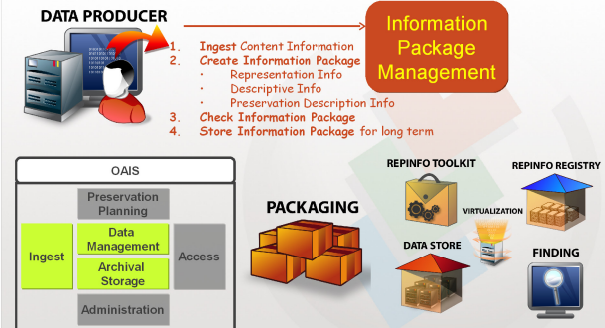 DATA PRODUCER
Information
Package
Management
1. Ingest Content Information
2. Create Information Package
• Representation Info
• Descriptive Info
• Preservation Description Info
3. Check Information Package
4. Store Information Package for long term
OAIS
Preservation
Planning
Ingest
Data
Management
Archival
Storage
Access
Administration
PACKAGING
REPINFO TOOLKIT
REPINFO REGISTRY
VIRTUALIZATION
DATA STORE
FINDING